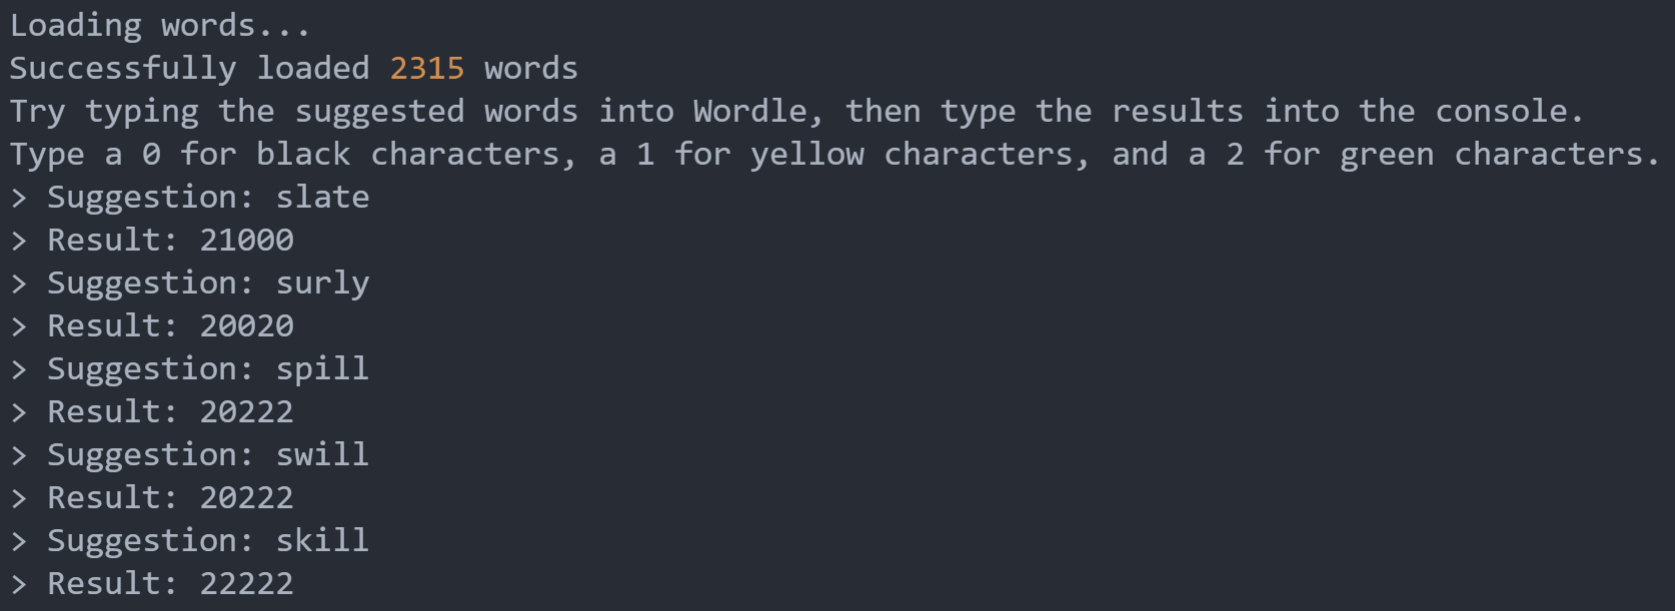 Loading words...
Successfully loaded 2315 words
Try typing the suggested words into Wordle, then type the results into the console.
Type a 0 for black characters, a 1 for yellow characters, and a 2 for green characters.
> Suggestion: slate
> Result: 21000
> Suggestion: surly
> Result: 20020
> Suggestion: spill
> Result: 20222
> Suggestion: swill
> Result: 20222
> Suggestion: skill
> Result: 22222